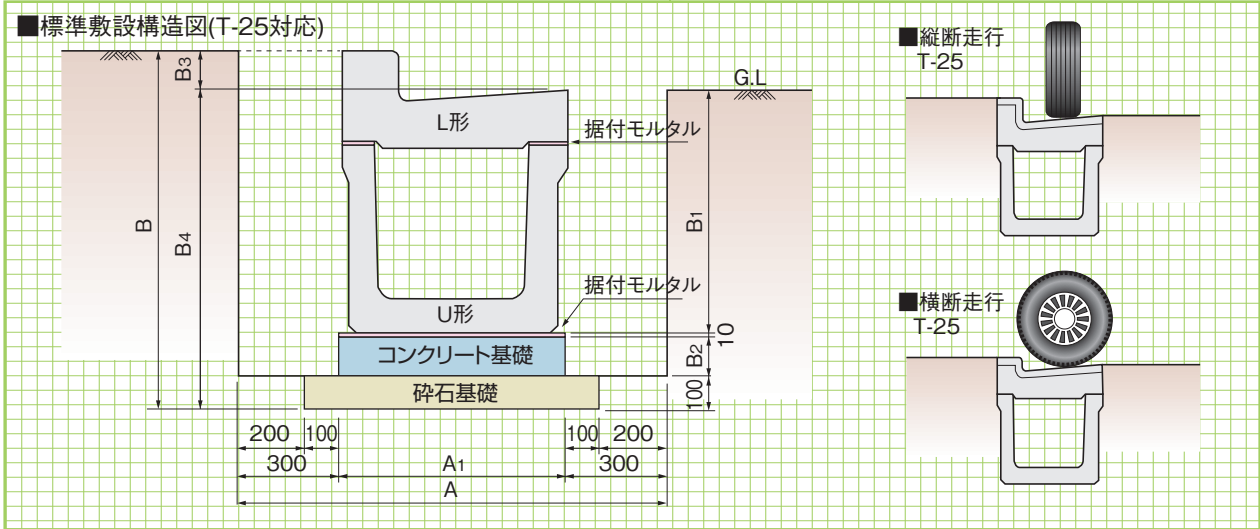 ■標準敷設構造図(T-25対応)
B3
G.L
L形
据付モルタル
B
B4
B1
据付モルタル
U形
10
コンクリート基礎
B2
砕石基礎
100
200
100
100
200
300
A1
300
A
■縦断走行
T-25
■横断走行
T-25